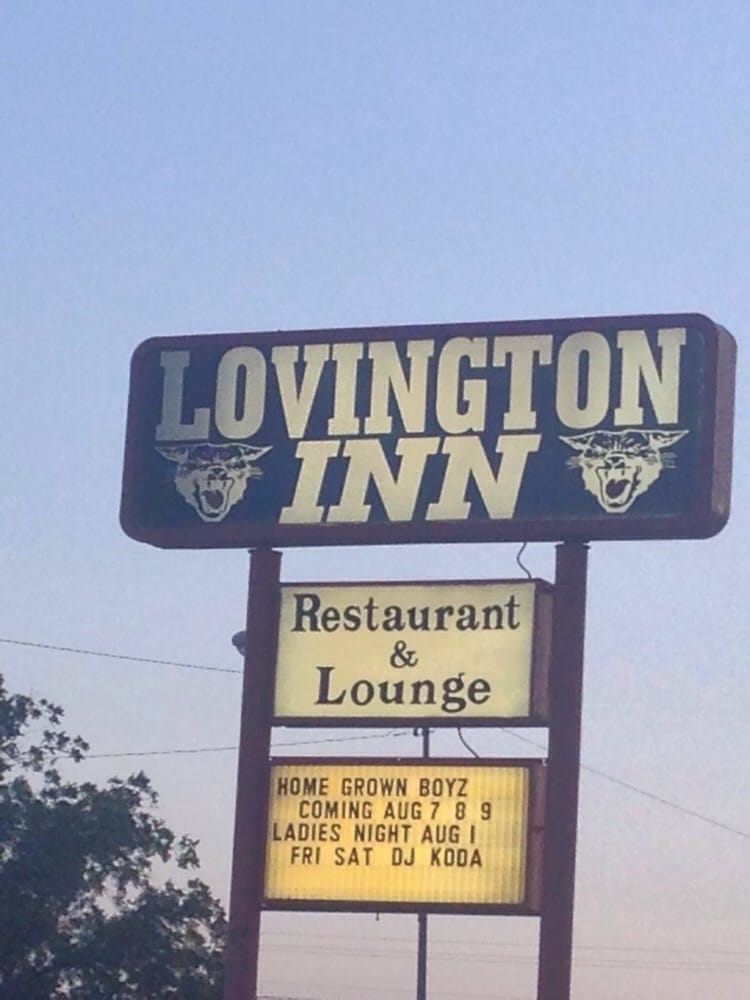 LOVINGTON
INN
Restaurant
&
Lounge
HOME GROWN BOYZ
COMING AUG 7 8 9
LADIES NIGHT AUG 1
FRI SAT DJ KODA